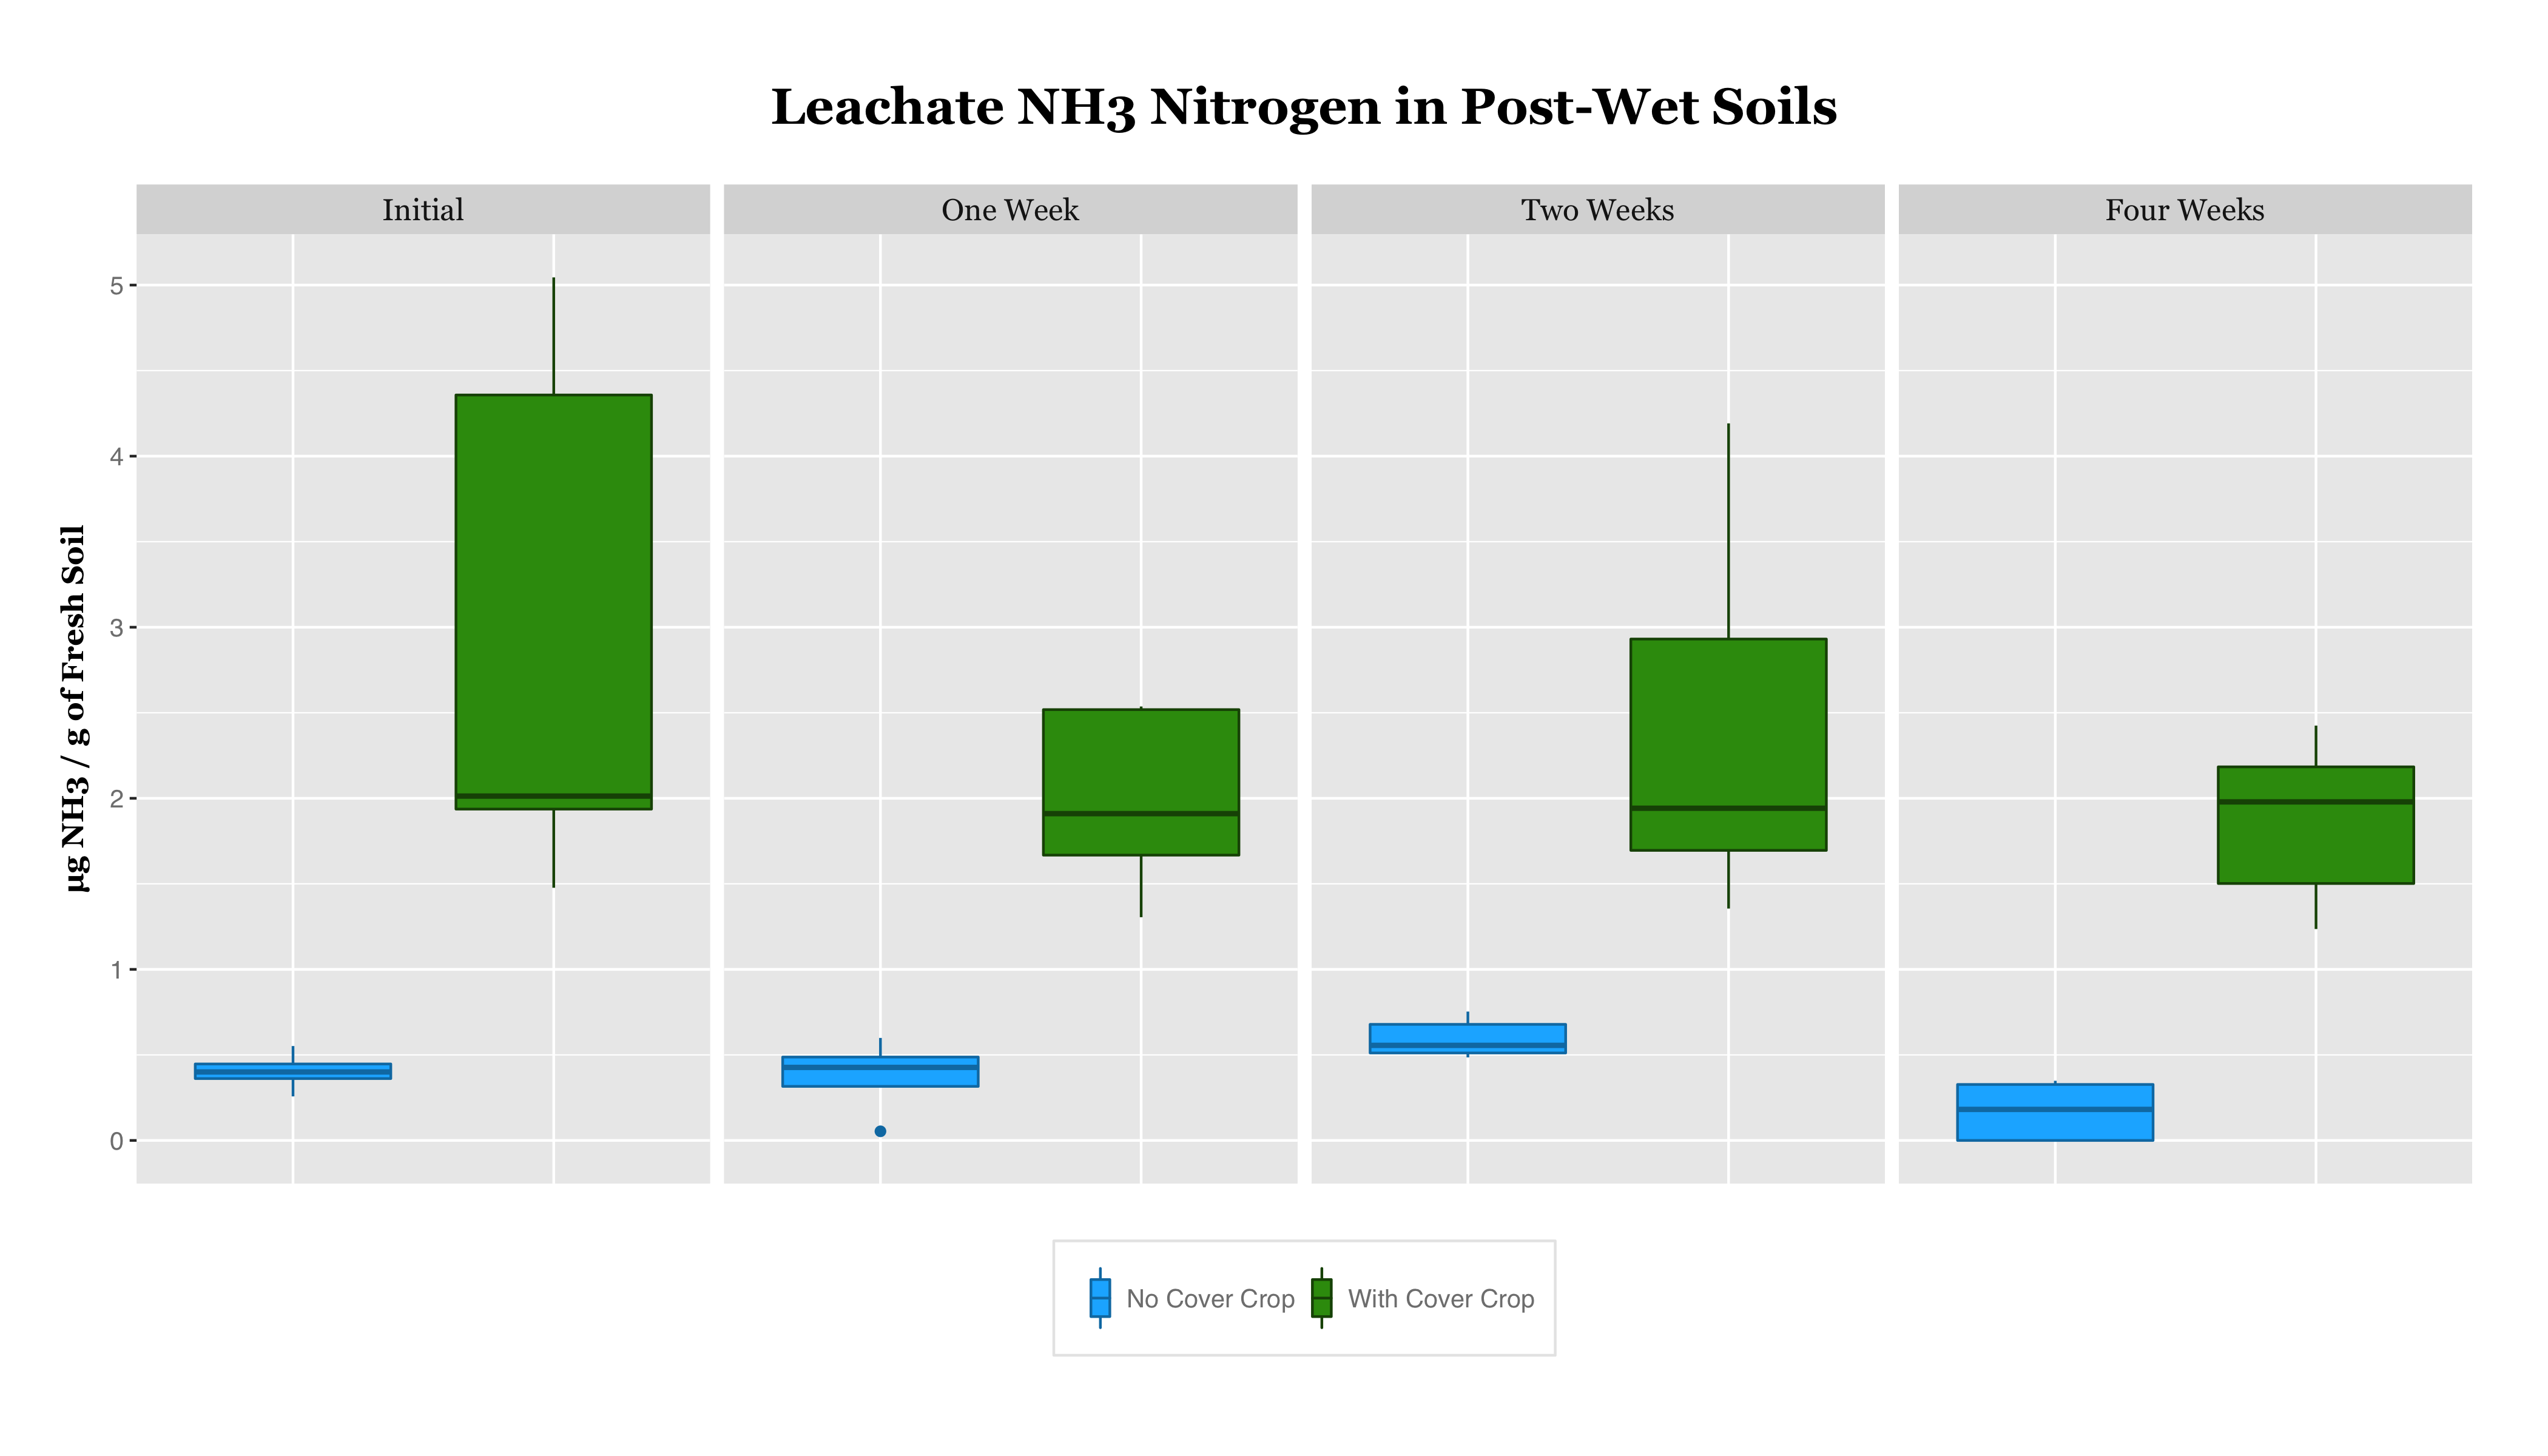 Leachate NH3 Nitrogen in Post-Wet Soils
Initial
One Week
Two Weeks
Four Weeks
µg NH3 / g of Fresh Soil
5
4
3
2
1
0
No Cover Crop
With Cover Crop